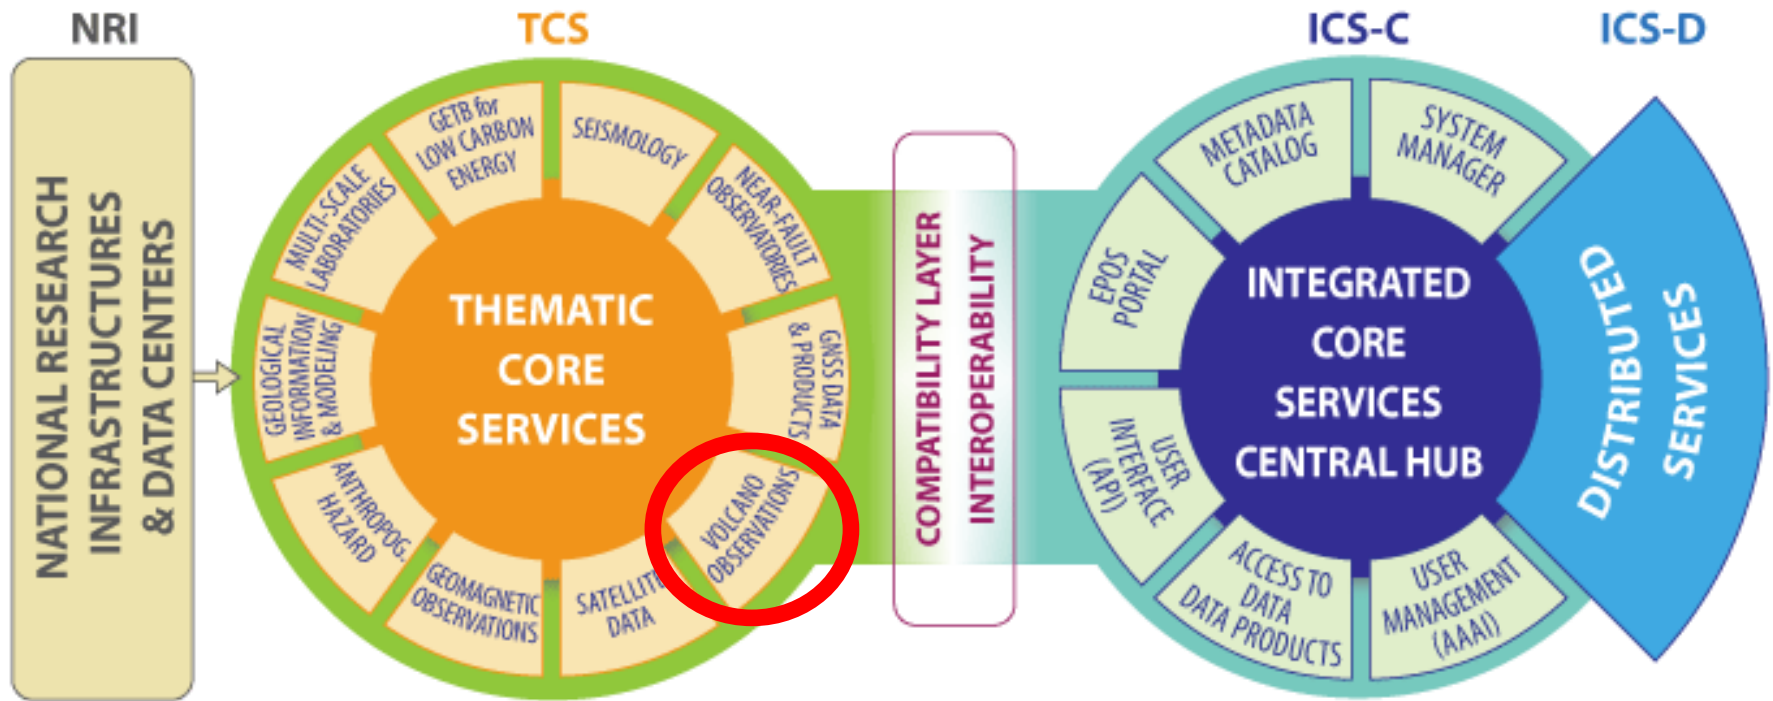 NRI
NATIONAL RESEARCH
INFRASTRUCTURES
& DATA CENTERS
TCS
THEMATIC
CORE
SERVICES
SEISMOLOGY
NEAR-FAULT
OBSERVATORIES
GNSS DATA
& PRODUCTS
VOLCANO
OBSERVATIONS
SATELLITE
DATA
GEOMAGNETIC
OBSERVATIONS
ANTHROPOG.
HAZARD
GEOLOGICAL
INFORMATION
& MODELING
MULTI-SCALE
LABORATORIES
GETB for
LOW CARBON
ENERGY
COMPATIBILITY LAYER
INTEROPERABILITY
ICS-C
INTEGRATED
CORE
SERVICES
CENTRAL HUB
SYSTEM
MANAGER
USER
MANAGEMENT
(AAAI)
ACCESS TO
DATA
DATA PRODUCTS
USER
INTERFACE
(API)
EPOS
PORTAL
METADATA
CATALOG
ICS-D
DISTRIBUTED
SERVICES